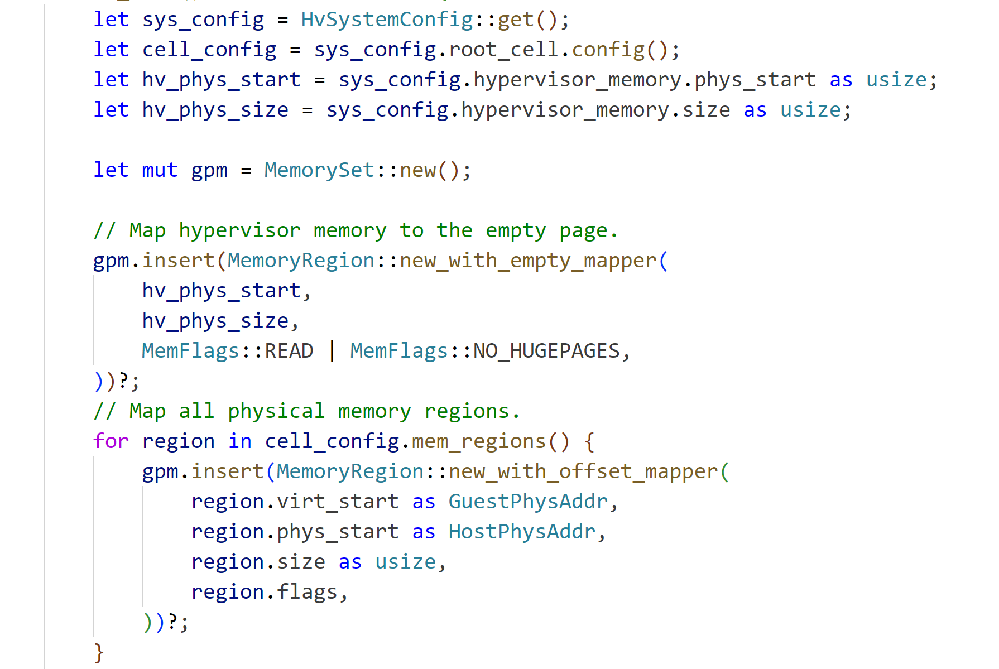 let sys_config = HvSystemConfig::get();
let cell_config = sys_config.root_cell.config();
let hv_phys_start = sys_config.hypervisor_memory.phys_start as usize;
let hv_phys_size = sys_config.hypervisor_memory.size as usize;
let mut gpm = MemorySet::new();
// Map hypervisor memory to the empty page.
gpm.insert(MemoryRegion::new_with_empty_mapper(
hv_phys_start,
hv_phys_size,
MemFlags::READ | MemFlags::NO_HUGEPAGES,
))?;
// Map all physical memory regions.
for region in cell_config.mem_regions() {
gpm.insert(MemoryRegion::new_with_offset_mapper(
region.virt_start as GuestPhysAddr,
region.phys_start as HostPhysAddr,
region.size as usize,
region.flags,
))?;
}